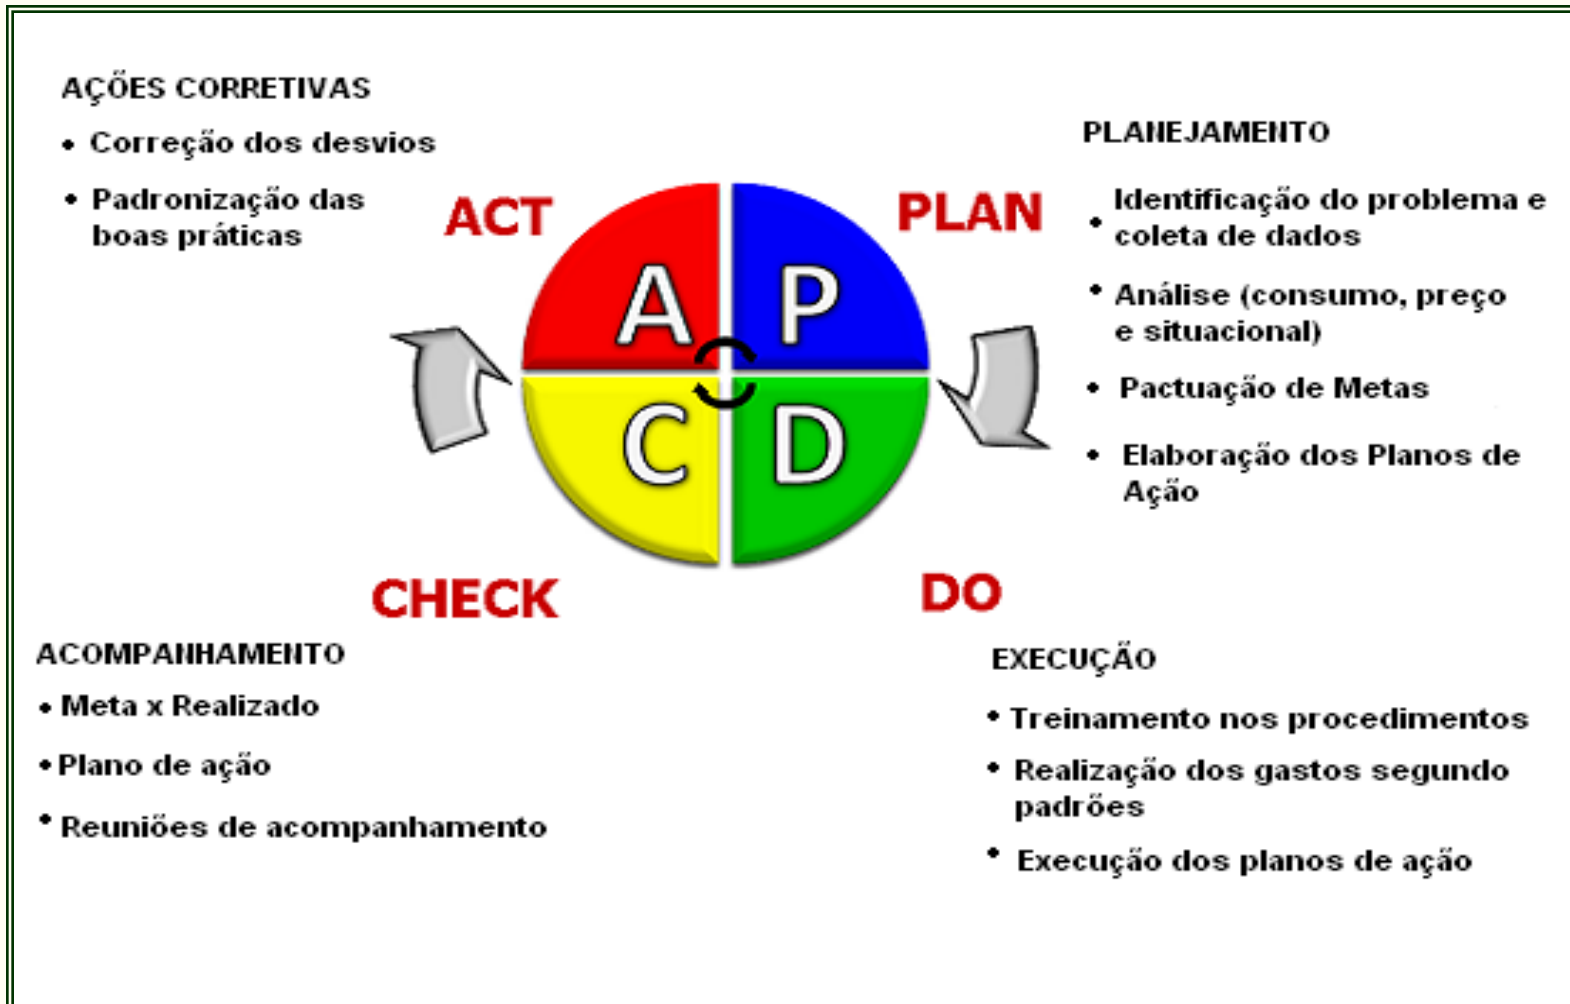 AÇÕES CORRETIVAS
• Correção dos desvios
• Padronização das
boas práticas
ACT
PLAN
PLANEJAMENTO
• Identificação do problema e
coleta de dados
• Análise (consumo, preço
e situacional)
• Pactuação de Metas
• Elaboração dos Planos de
Ação
A
P
C
D
CHECK
DO
ACOMPANHAMENTO
• Meta x Realizado
• Plano de ação
• Reuniões de acompanhamento
EXECUÇÃO
• Treinamento nos procedimentos
• Realização dos gastos segundo
padrões
• Execução dos planos de ação